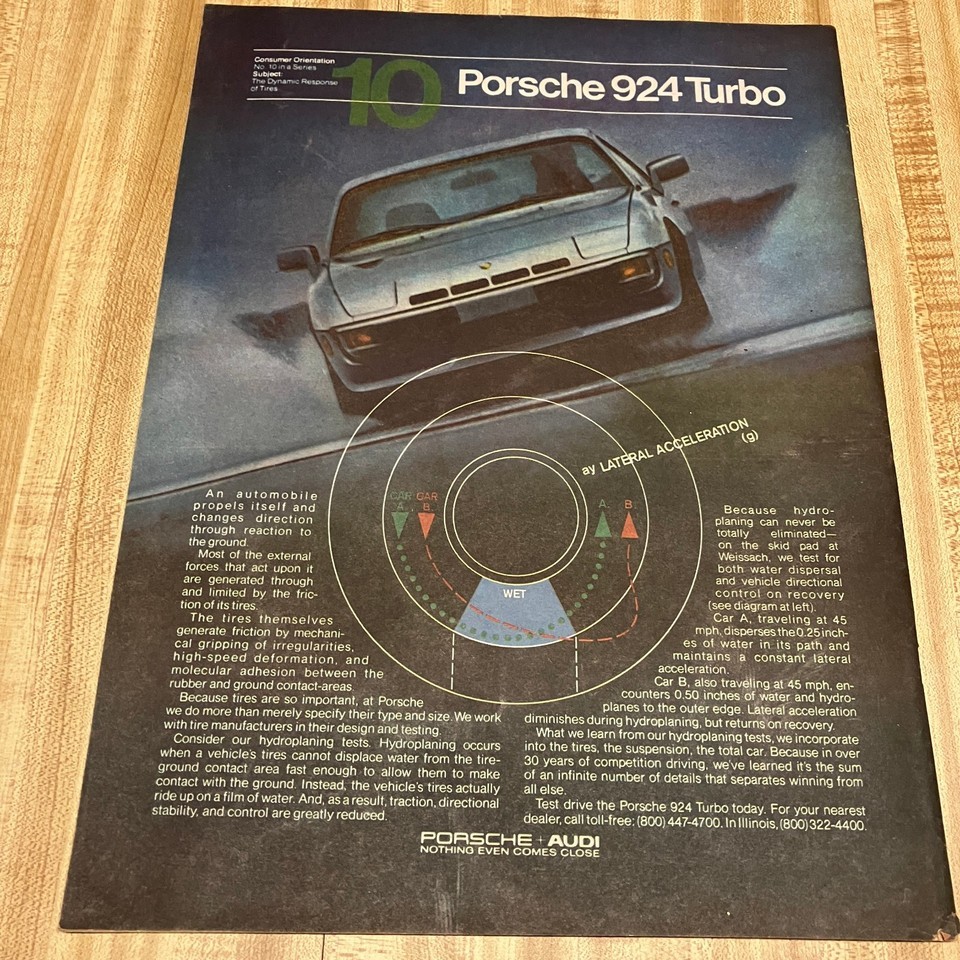 Consumer Orientation
No. 10 in a Series
Subject:
The Dynamic Response
of Tires
10
Porsche 924 Turbo
ay LATERAL ACCELERATION
(g)
CAR CAR
A. B.
A. B.
WET
An automobile
propels itself and
changes direction
through reaction to
the ground.
Most of the external
forces that act upon it
are generated through
and limited by the fric-
tion of its tires.
The tires themselves
generate friction by mechani-
cal gripping of irregularities,
high-speed deformation, and
molecular adhesion between the
rubber and ground contact-areas.
Because tires are so important, at Porsche
we do more than merely specify their type and size. We work
with tire manufacturers in their design and testing.
Consider our hydroplaning tests. Hydroplaning occurs
when a vehicle's tires cannot displace water from the tire-
ground contact area fast enough to allow them to make
contact with the ground. Instead, the vehicle's tires actually
ride up on a film of water. And, as a result, traction, directional
stability, and control are greatly reduced.
Because hydro-
planing can never be
totally eliminated—
on the skid pad at
Weissach, we test for
both water dispersal
and vehicle directional
control on recovery
(see diagram at left).
Car A, traveling at 45
mph, disperses the 0.25 inch-
es of water in its path and
maintains a constant lateral
acceleration.
Car B, also traveling at 45 mph, en-
counters 0.50 inches of water and hydro-
planes to the outer edge. Lateral acceleration
diminishes during hydroplaning, but returns on recovery.
What we learn from our hydroplaning tests, we incorporate
into the tires, the suspension, the total car. Because in over
30 years of competition driving, we've learned it's the sum
of an infinite number of details that separates winning from
all else.
Test drive the Porsche 924 Turbo today. For your nearest
dealer, call toll-free: (800) 447-4700. In Illinois, (800) 322-4400.
PORSCHE + AUDI
NOTHING EVEN COMES CLOSE